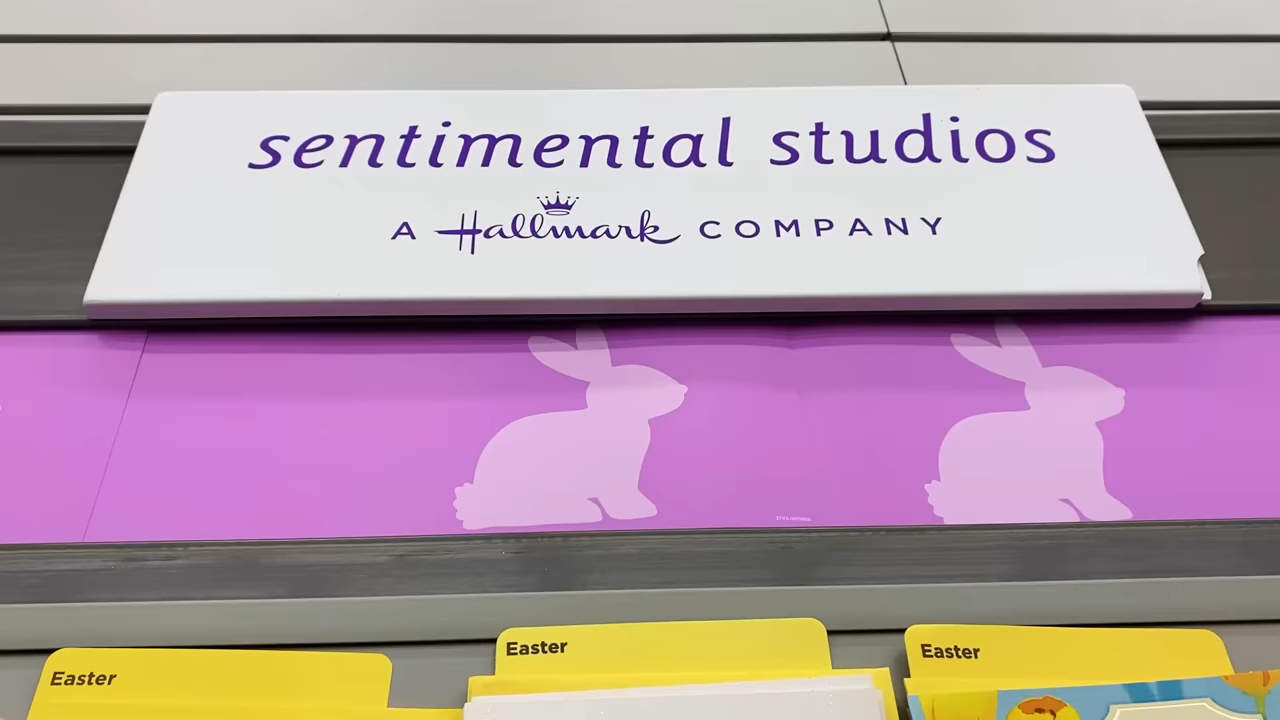 sentimental studios
A Hallmark COMPANY
Easter
Easter
Easter